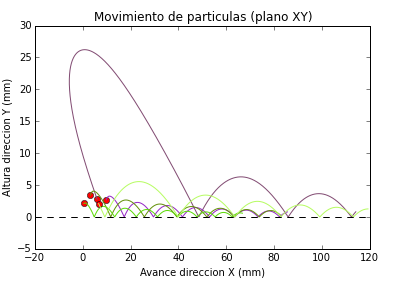 Movimiento de particulas (plano XY)
30
25
20
15
10
5
0
−5
Altura direccion Y (mm)
−20 0 20 40 60 80 100 120
Avance direccion X (mm)